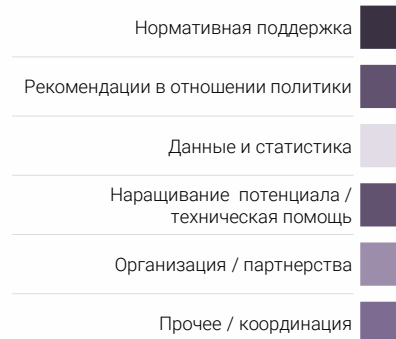 Нормативная поддержка
Рекомендации в отношении политики
Данные и статистика
Наращивание потенциала /
техническая помощь
Организация / партнерства
Прочее / координация